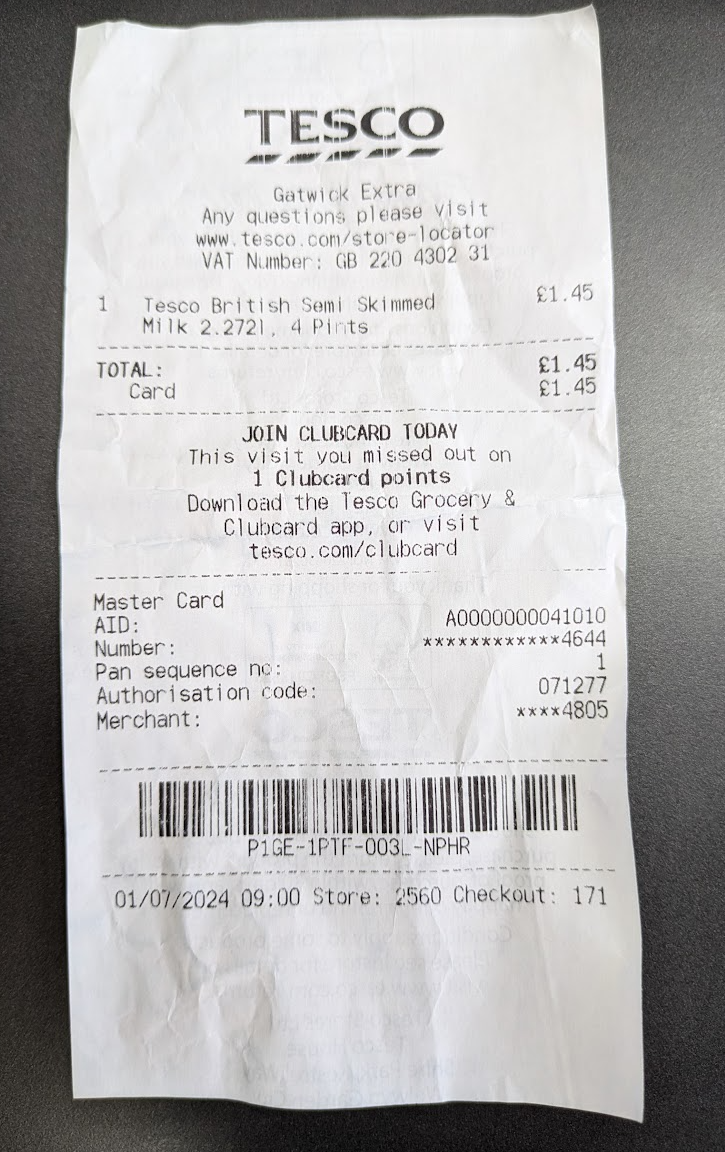 TESCO
Gatwick Extra
Any questions please visit
www.tesco.com/store-locator
VAT Number: GB 220 4302 31
1 Tesco British Semi Skimmed £1.45
Milk 2.272l, 4 Pints
TOTAL: £1.45
Card £1.45
JOIN CLUBCARD TODAY
This visit you missed out on
1 Clubcard points
Download the Tesco Grocery &
Clubcard app, or visit
tesco.com/clubcard
Master Card
AID: A0000000041010
Number: ************4644
Pan sequence no: 1
Authorisation code: 071277
Merchant: ****4805
P1GE-1PTF-003L-NPHR
01/07/2024 09:00 Store: 2560 Checkout: 171